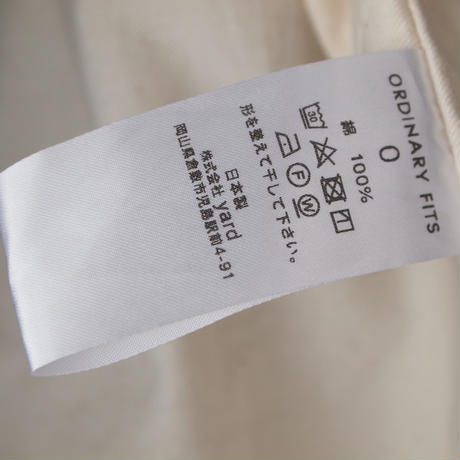 ORDINARY FITS
0
綿 100%
30
F W
形を整えて干して下さい。
日本製
株式会社 yard
岡山県倉敷市児島駅前4-91